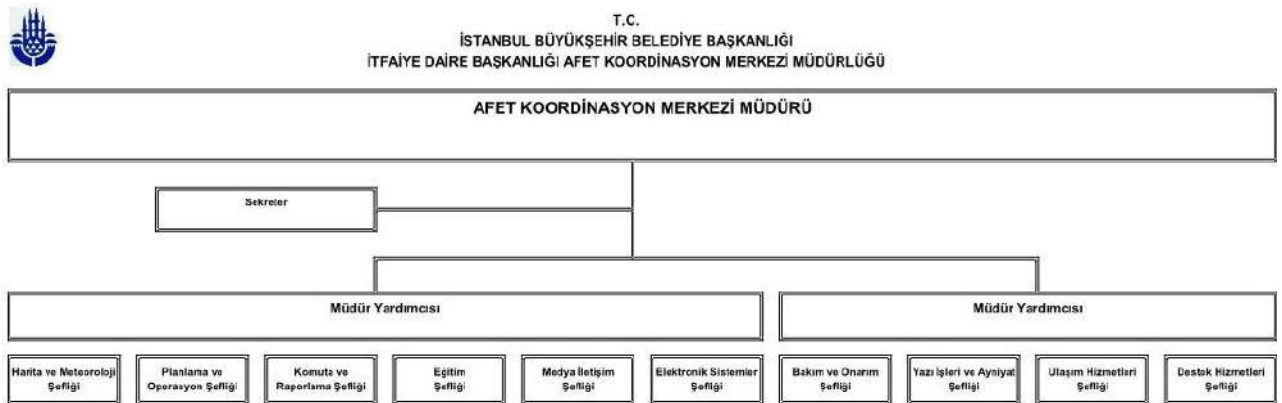 T.C.
İSTANBUL BÜYÜKŞEHİR BELEDİYE BAŞKANLIĞI
İTFAİYE DAİRE BAŞKANLIĞI AFET KOORDİNASYON MERKEZİ MÜDÜRLÜĞÜ
AFET KOORDİNASYON MERKEZİ MÜDÜRÜ
Sekreter
Müdür Yardımcısı
Müdür Yardımcısı
Harita ve Meteoroloji
Şefliği
Planlama ve
Operasyon Şefliği
Komuta ve
Raporlama Şefliği
Eğitim
Şefliği
Medya İletişim
Şefliği
Elektronik Sistemler
Şefliği
Bakım ve Onarım
Şefliği
Yazı İşleri ve Ayniyat
Şefliği
Ulaşım Hizmetleri
Şefliği
Destek Hizmetleri
Şefliği